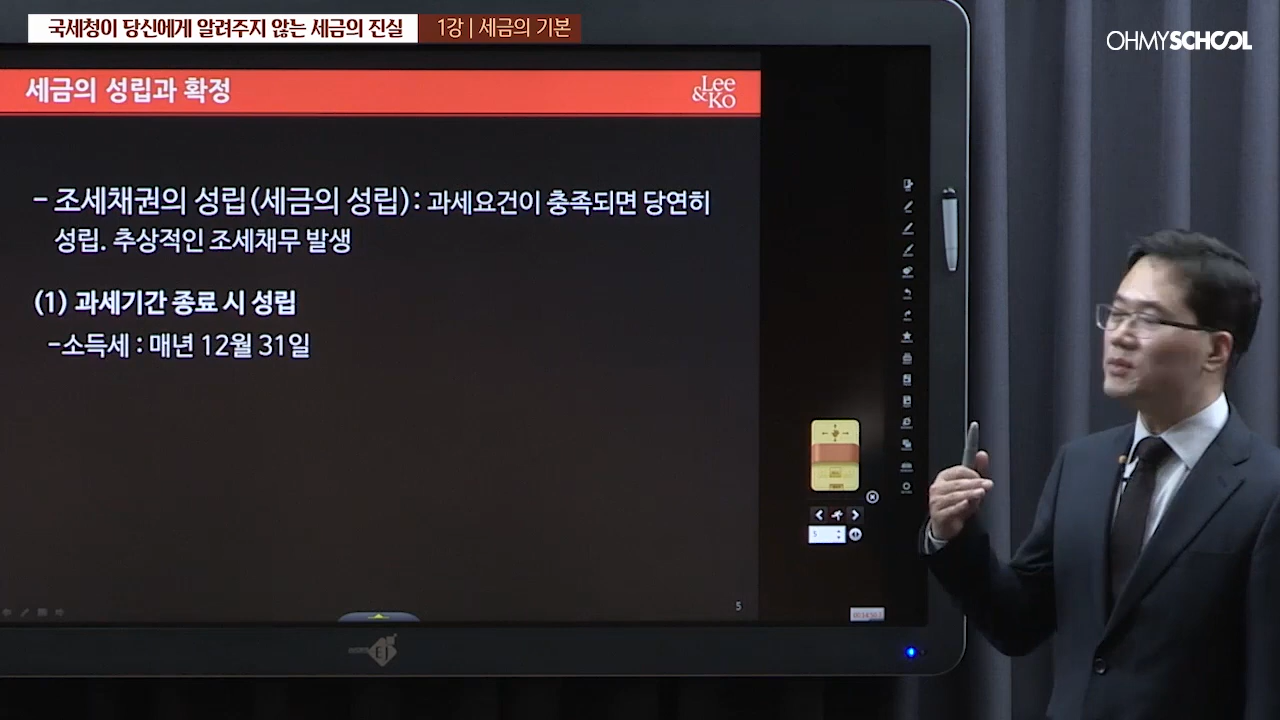 국세청이 당신에게 알려주지 않는 세금의 진실
1강 | 세금의 기본
OHMYSCHOOL
세금의 성립과 확정
Lee
&Ko
- 조세채권의 성립(세금의 성립) : 과세요건이 충족되면 당연히
성립. 추상적인 조세채무 발생
(1) 과세기간 종료 시 성립
-소득세 : 매년 12월 31일
5
5
EJ